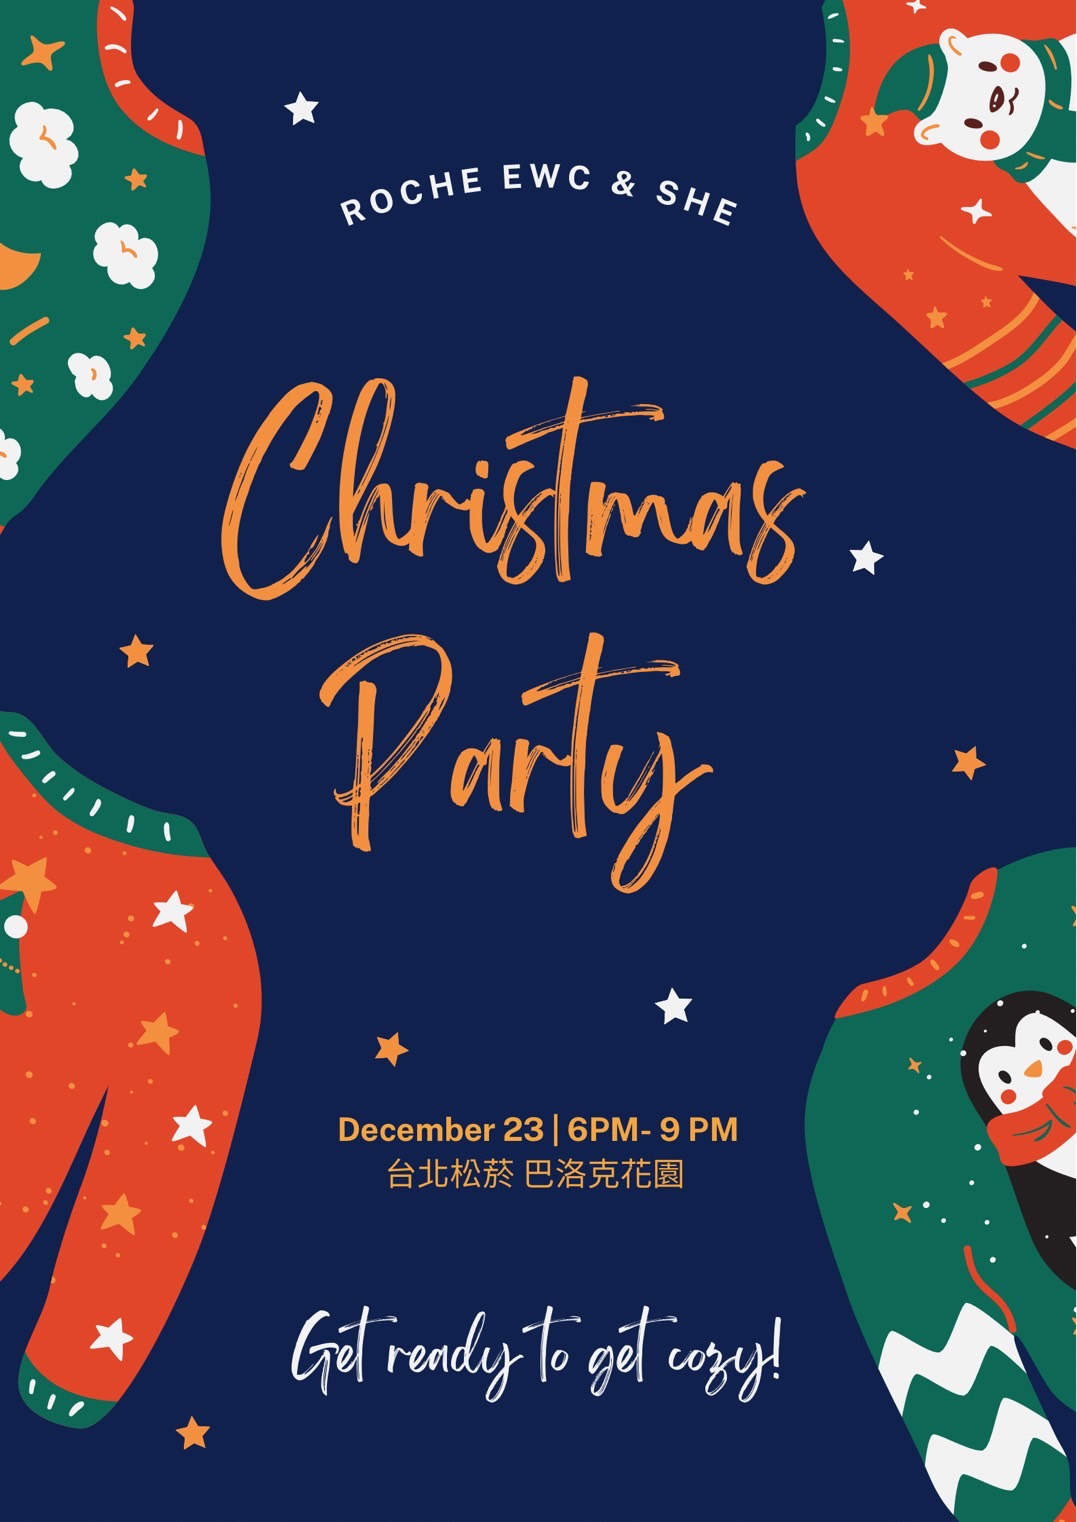 ROCHE EWC & SHE
Christmas
Party
December 23 | 6PM- 9 PM
台北松菸 巴洛克花園
Get ready to get cozy!